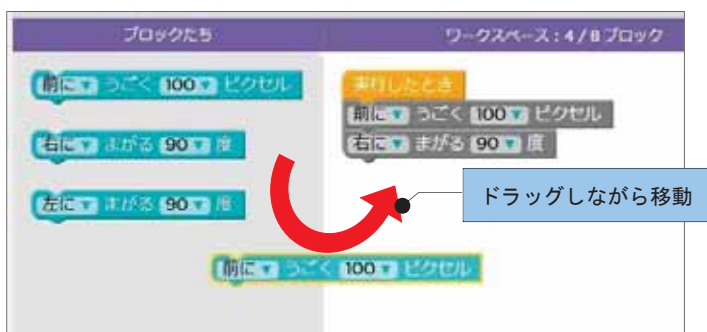 ブロックたち
ワークスペース : 4 / 8 ブロック
前に うごく 100 ピクセル
右に まがる 90 度
左に まがる 90 度
実行したとき
前に うごく 100 ピクセル
右に まがる 90 度
ドラッグしながら移動
前に うごく 100 ピクセル